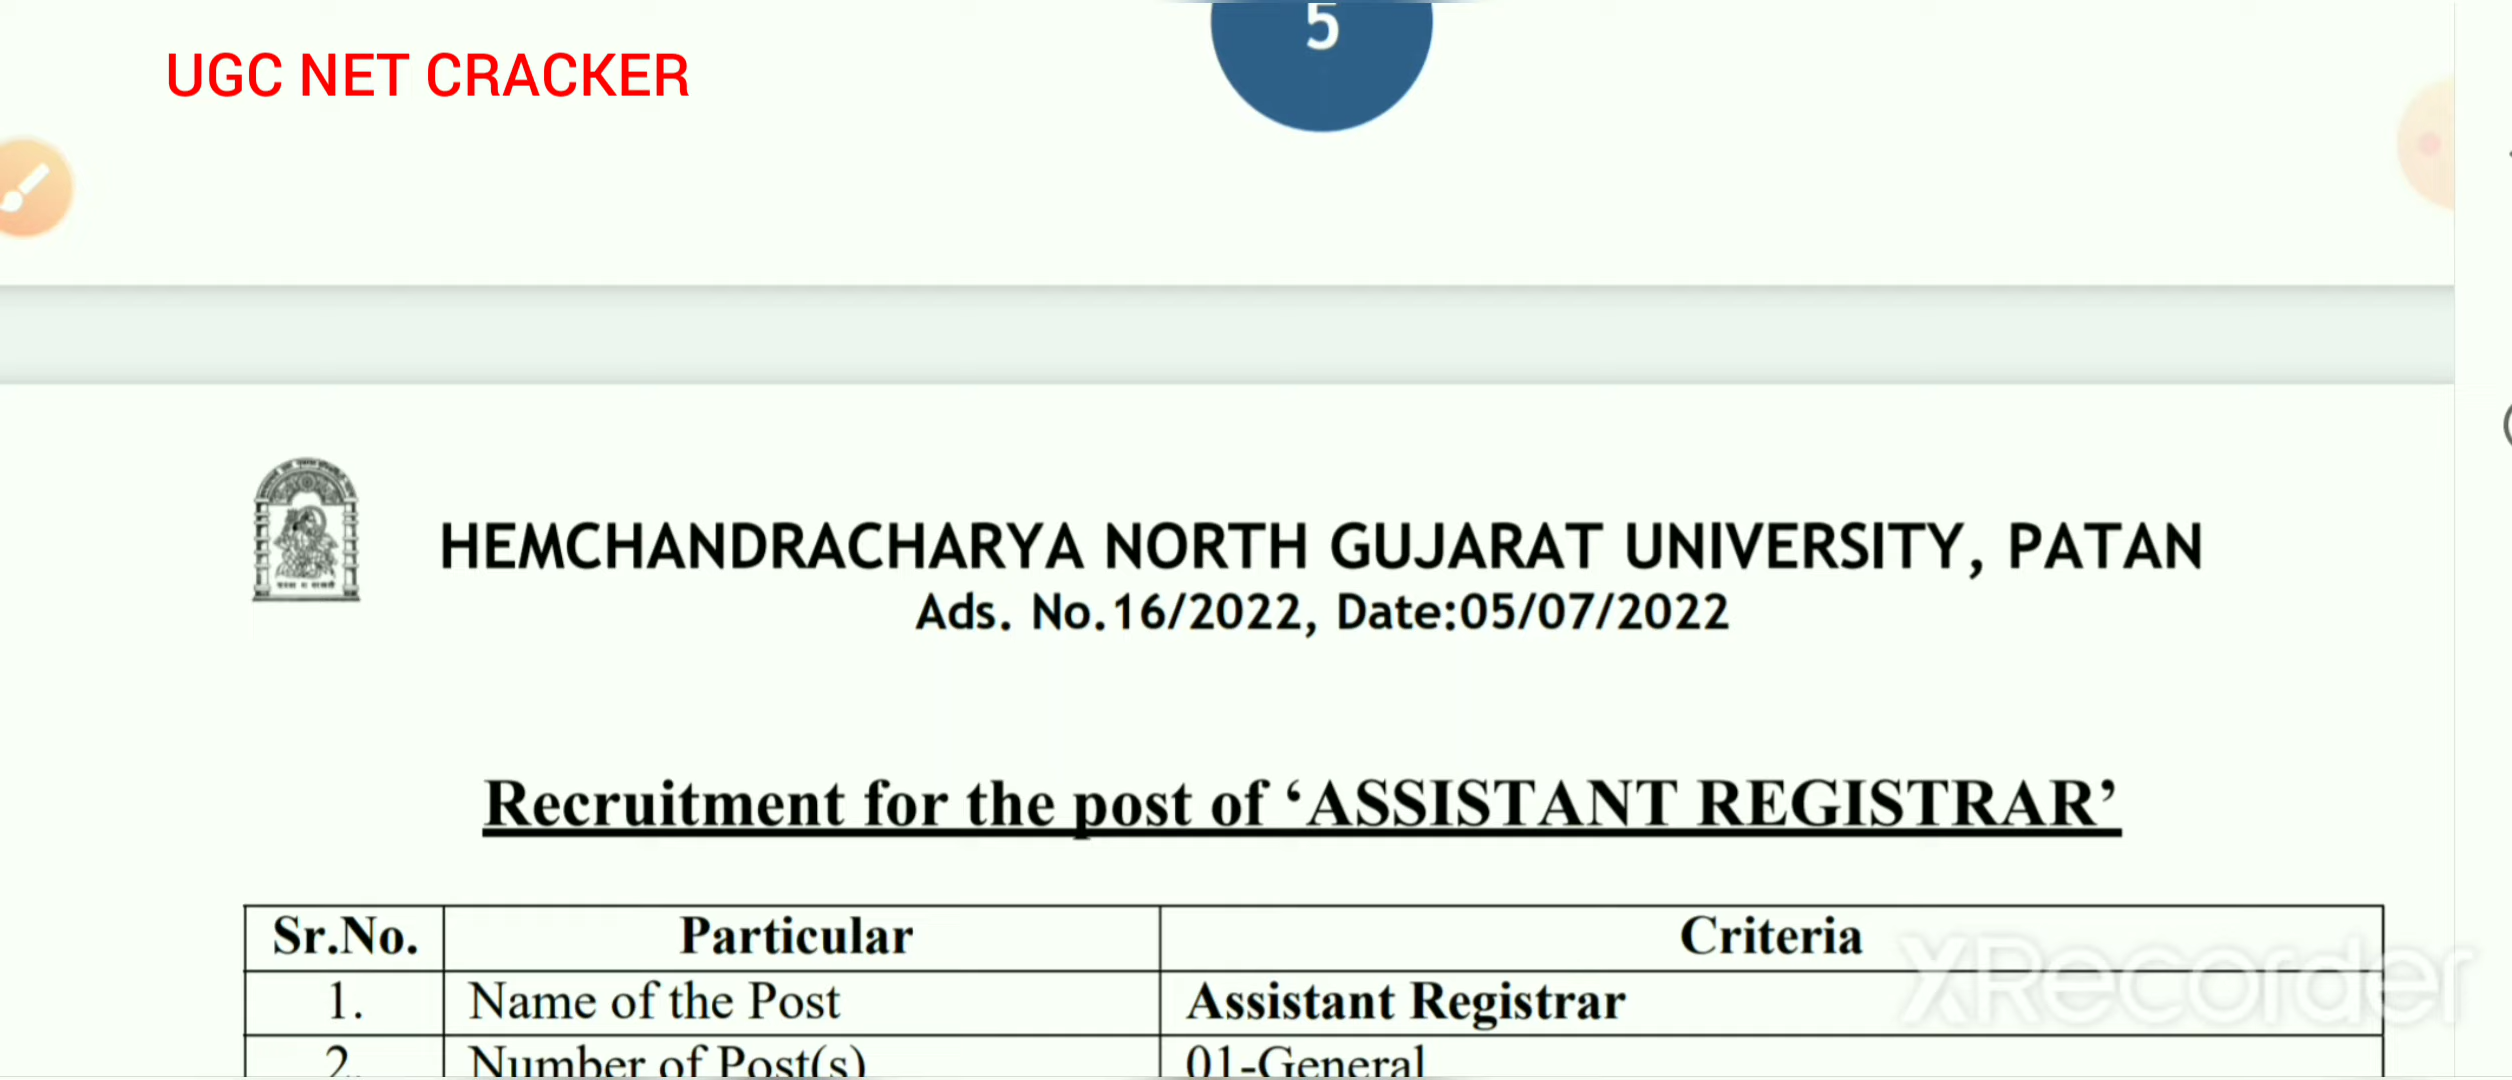 5
UGC NET CRACKER
HEMCHANDRACHARYA NORTH GUJARAT UNIVERSITY, PATAN
Ads. No.16/2022, Date:05/07/2022
Recruitment for the post of ‘ASSISTANT REGISTRAR’
Sr.No. Particular Criteria
1. Name of the Post Assistant Registrar
2. Number of Post(s) 01-General
XRecorder